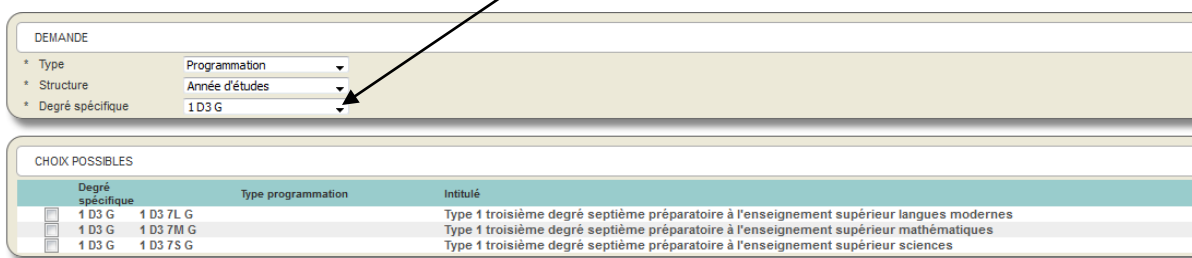 DEMANDE
* Type Programmation
* Structure Année d'études
* Degré spécifique 1 D3 G
CHOIX POSSIBLES
Degré spécifique Type programmation Intitulé
1 D3 G 1 D3 7L G Type 1 troisième degré septième préparatoire à l'enseignement supérieur langues modernes
1 D3 G 1 D3 7M G Type 1 troisième degré septième préparatoire à l'enseignement supérieur mathématiques
1 D3 G 1 D3 7S G Type 1 troisième degré septième préparatoire à l'enseignement supérieur sciences